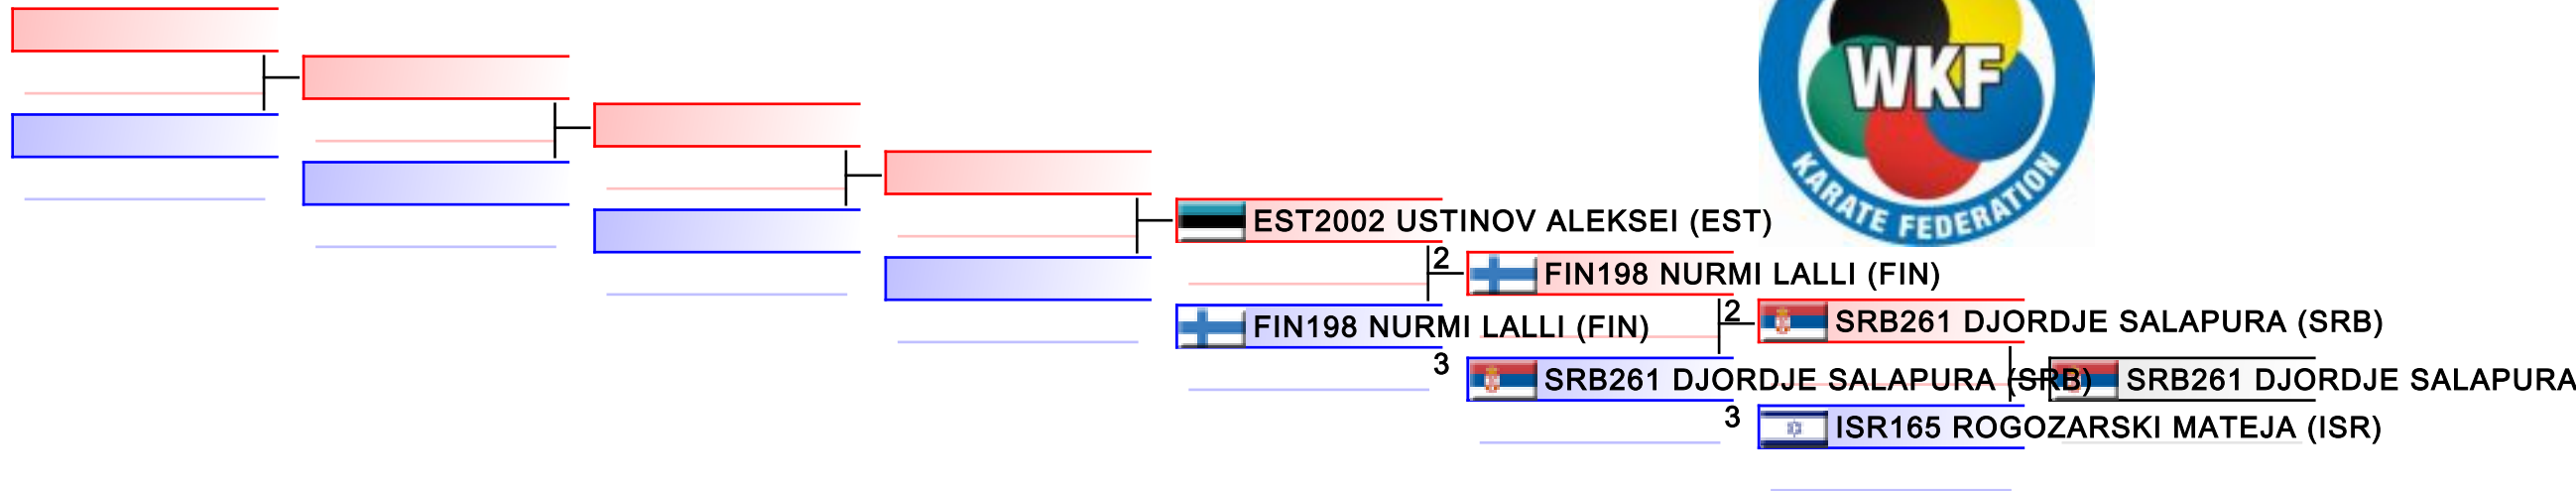 WKF
KARATE FEDERATION
EST2002 USTINOV ALEKSEI (EST)
2
FIN198 NURMI LALLI (FIN)
FIN198 NURMI LALLI (FIN)
3
2
SRB261 DJORDJE SALAPURA (SRB)
SRB261 DJORDJE SALAPURA (SRB)
SRB261 DJORDJE SALAPURA
3
ISR165 ROGOZARSKI MATEJA (ISR)